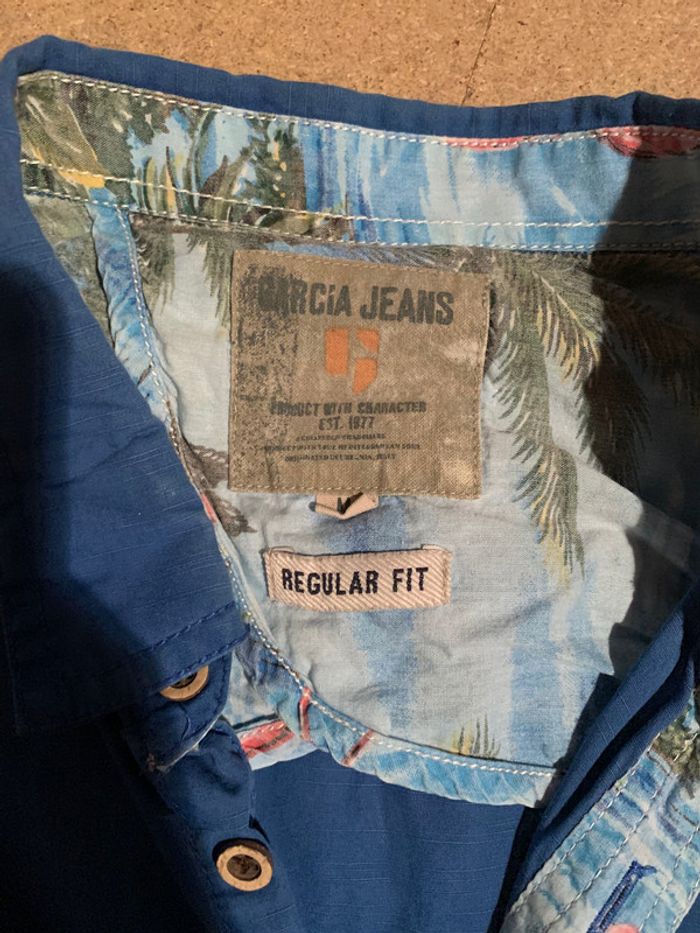 GARCIA JEANS
PRODUCT WITH CHARACTER
EST. 1977
M
REGULAR FIT